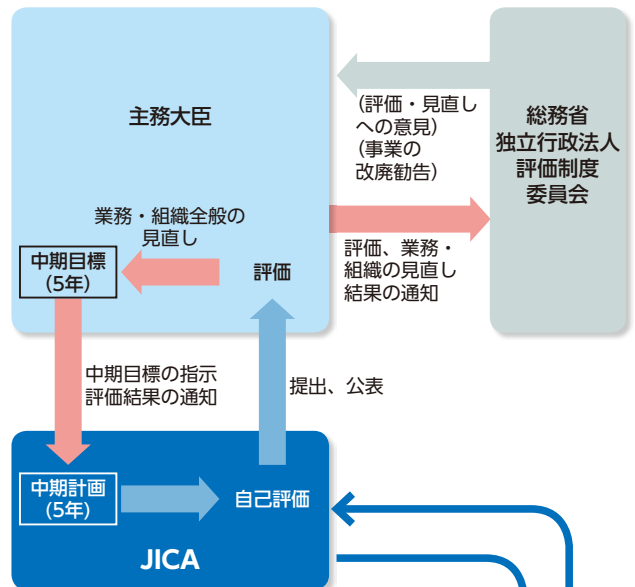 主務大臣
(評価・見直し
への意見)
(事業の
改廃勧告)
総務省
独立行政法人
評価制度
委員会
業務・組織全般の
見直し
中期目標
(5年)
評価
評価、業務・
組織の見直し
結果の通知
中期目標の指示
評価結果の通知
提出、公表
中期計画
(5年)
自己評価
JICA